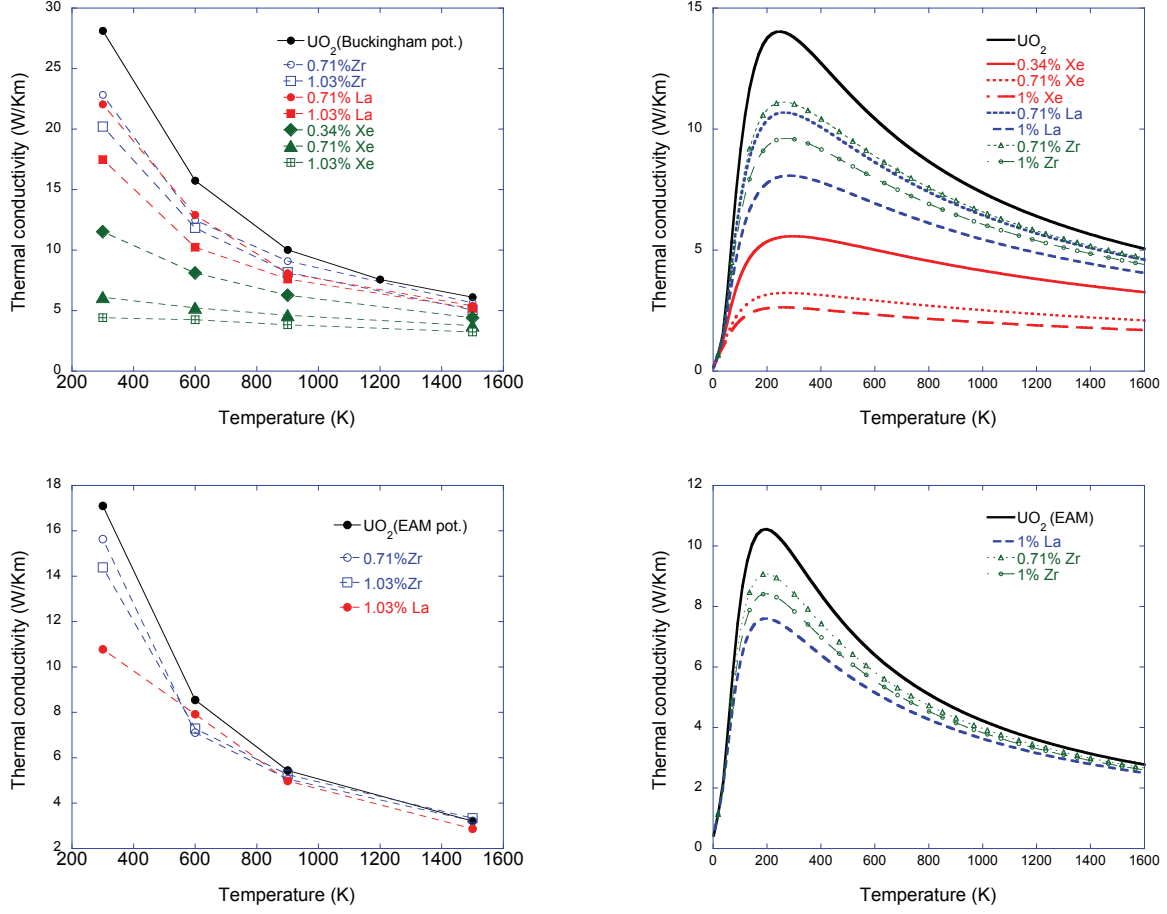 Thermal conductivity (W/Km)
30
25
20
15
10
5
0
200 400 600 800 1000 1200 1400 1600
Temperature (K)
UO2(Buckingham pot.)
0.71%Zr
1.03%Zr
0.71% La
1.03% La
0.34% Xe
0.71% Xe
1.03% Xe
Thermal conductivity (W/Km)
15
10
5
0
0 200 400 600 800 1000 1200 1400 1600
Temperature (K)
UO2
0.34% Xe
0.71% Xe
1% Xe
0.71% La
1% La
0.71% Zr
1% Zr
Thermal conductivity (W/Km)
18
16
14
12
10
8
6
4
2
200 400 600 800 1000 1200 1400 1600
Temperature (K)
UO2(EAM pot.)
0.71%Zr
1.03%Zr
1.03% La
Thermal conductivity (W/Km)
12
10
8
6
4
2
0
0 200 400 600 800 1000 1200 1400 1600
Temperature (K)
UO2 (EAM)
1% La
0.71% Zr
1% Zr